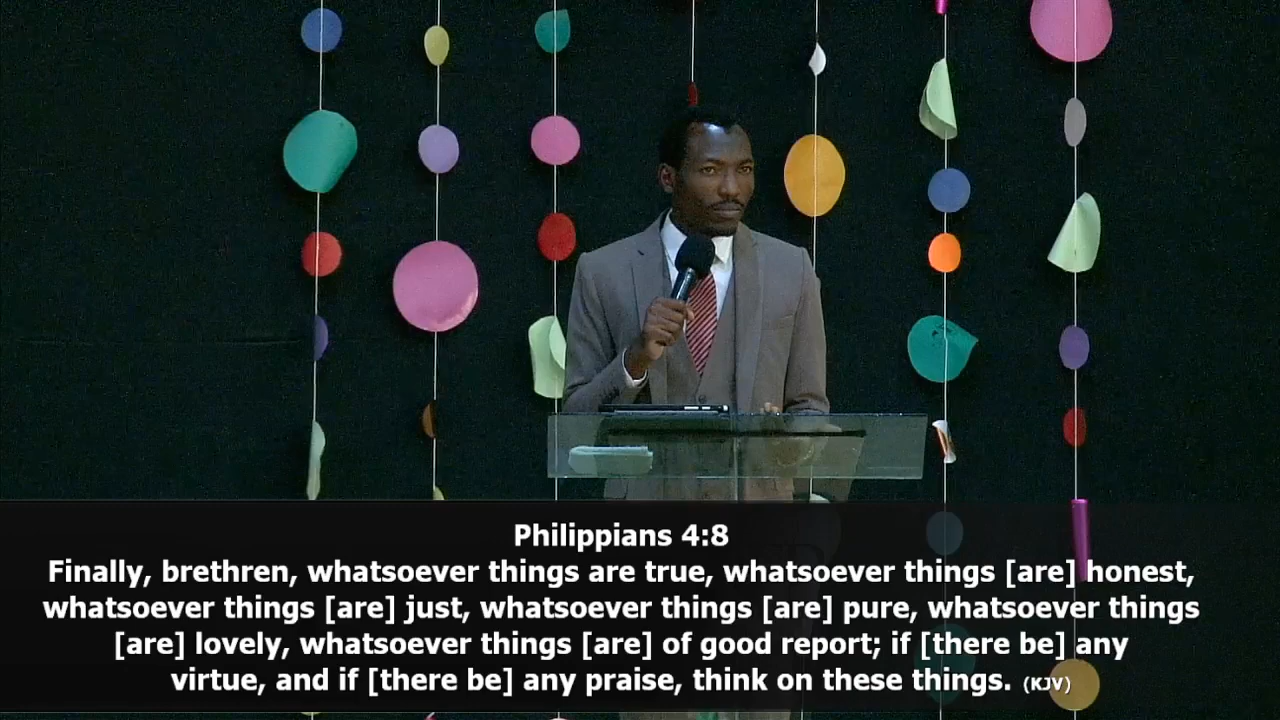 Philippians 4:8
Finally, brethren, whatsoever things are true, whatsoever things [are] honest,
whatsoever things [are] just, whatsoever things [are] pure, whatsoever things
[are] lovely, whatsoever things [are] of good report; if [there be] any
virtue, and if [there be] any praise, think on these things. (KJV)